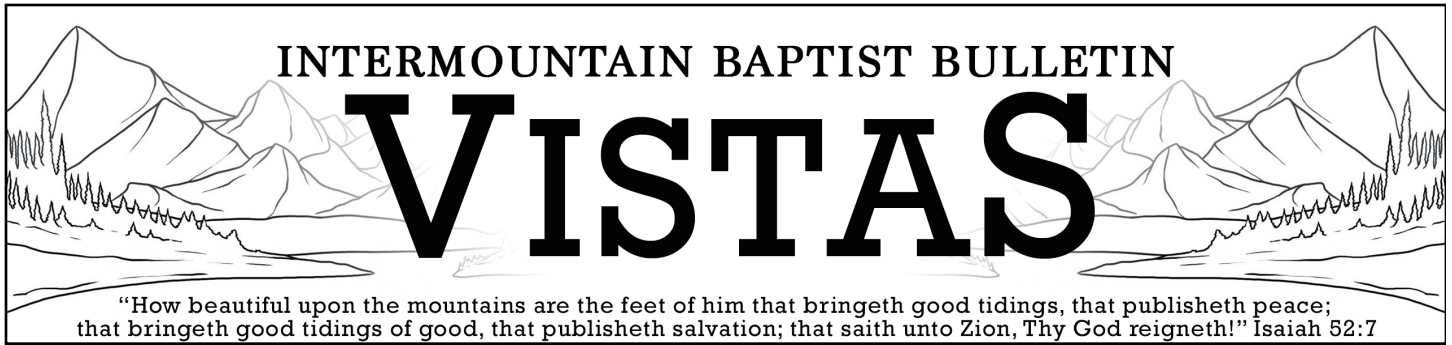 INTERMOUNTAIN BAPTIST BULLETIN
VISTAS
“How beautiful upon the mountains are the feet of him that bringeth good tidings, that publisheth peace;
that bringeth good tidings of good, that publisheth salvation; that saith unto Zion, Thy God reigneth!” Isaiah 52:7